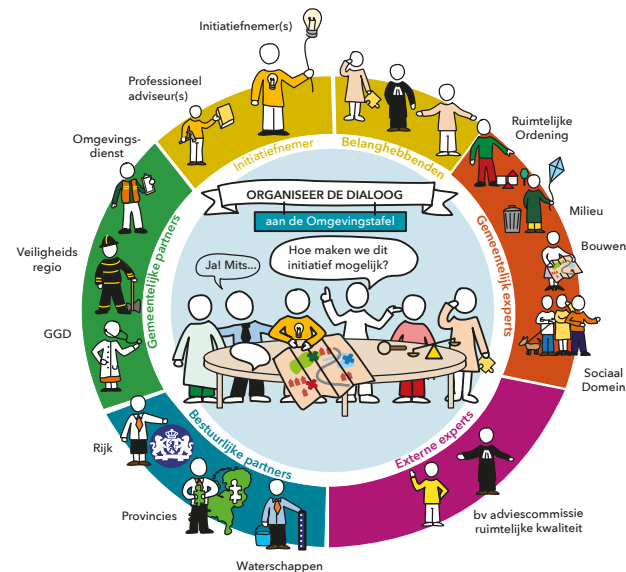 Initiatiefnemer(s)
Professioneel
adviseur(s)
Omgevings-
dienst
Veiligheids
regio
GGD
Rijk
Provincies
Waterschappen
Ruimtelijke
Ordening
Milieu
Bouwen
Sociaal
Domein
bv adviescommissie
ruimtelijke kwaliteit
Initiatiefnemer
Belanghebbenden
Gemeentelijke partners
Gemeentelijk experts
Bestuurlijke partners
Externe experts
ORGANISEER DE DIALOOG
aan de Omgevingstafel
Ja! Mits...
Hoe maken we dit
initiatief mogelijk?